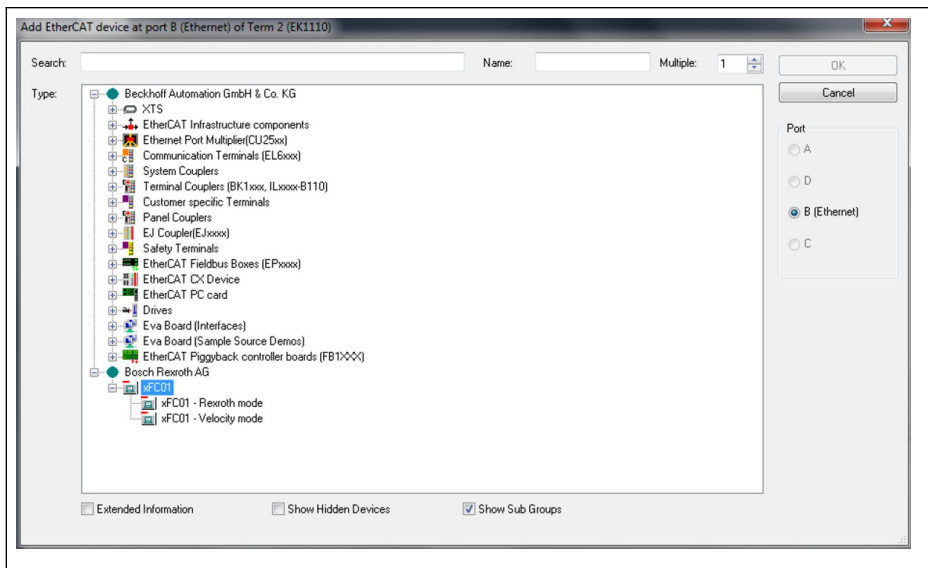 Add EtherCAT device at port B (Ethernet) of Term 2 (EK1110)
Search: Name: Multiple: 1 OK
Type: Beckhoff Automation GmbH & Co. KG Cancel
XTS
EtherCAT Infrastructure components
Ethernet Port Multiplier(CU25xx)
Communication Terminals (EL6xxx)
System Couplers
Terminal Couplers (BK1xxx, ILxxxx-B110)
Customer specific Terminals
Panel Couplers
EJ Coupler(EJxxxx)
Safety Terminals
EtherCAT Fieldbus Boxes (EPxxxx)
EtherCAT CX Device
EtherCAT PC card
Drives
Eva Board (Interfaces)
Eva Board (Sample Source Demos)
EtherCAT Piggyback controller boards (FB1XXX)
Bosch Rexroth AG
xFC01
xFC01 - Rexroth mode
xFC01 - Velocity mode
Port
A
D
B (Ethernet)
C
Extended Information Show Hidden Devices Show Sub Groups